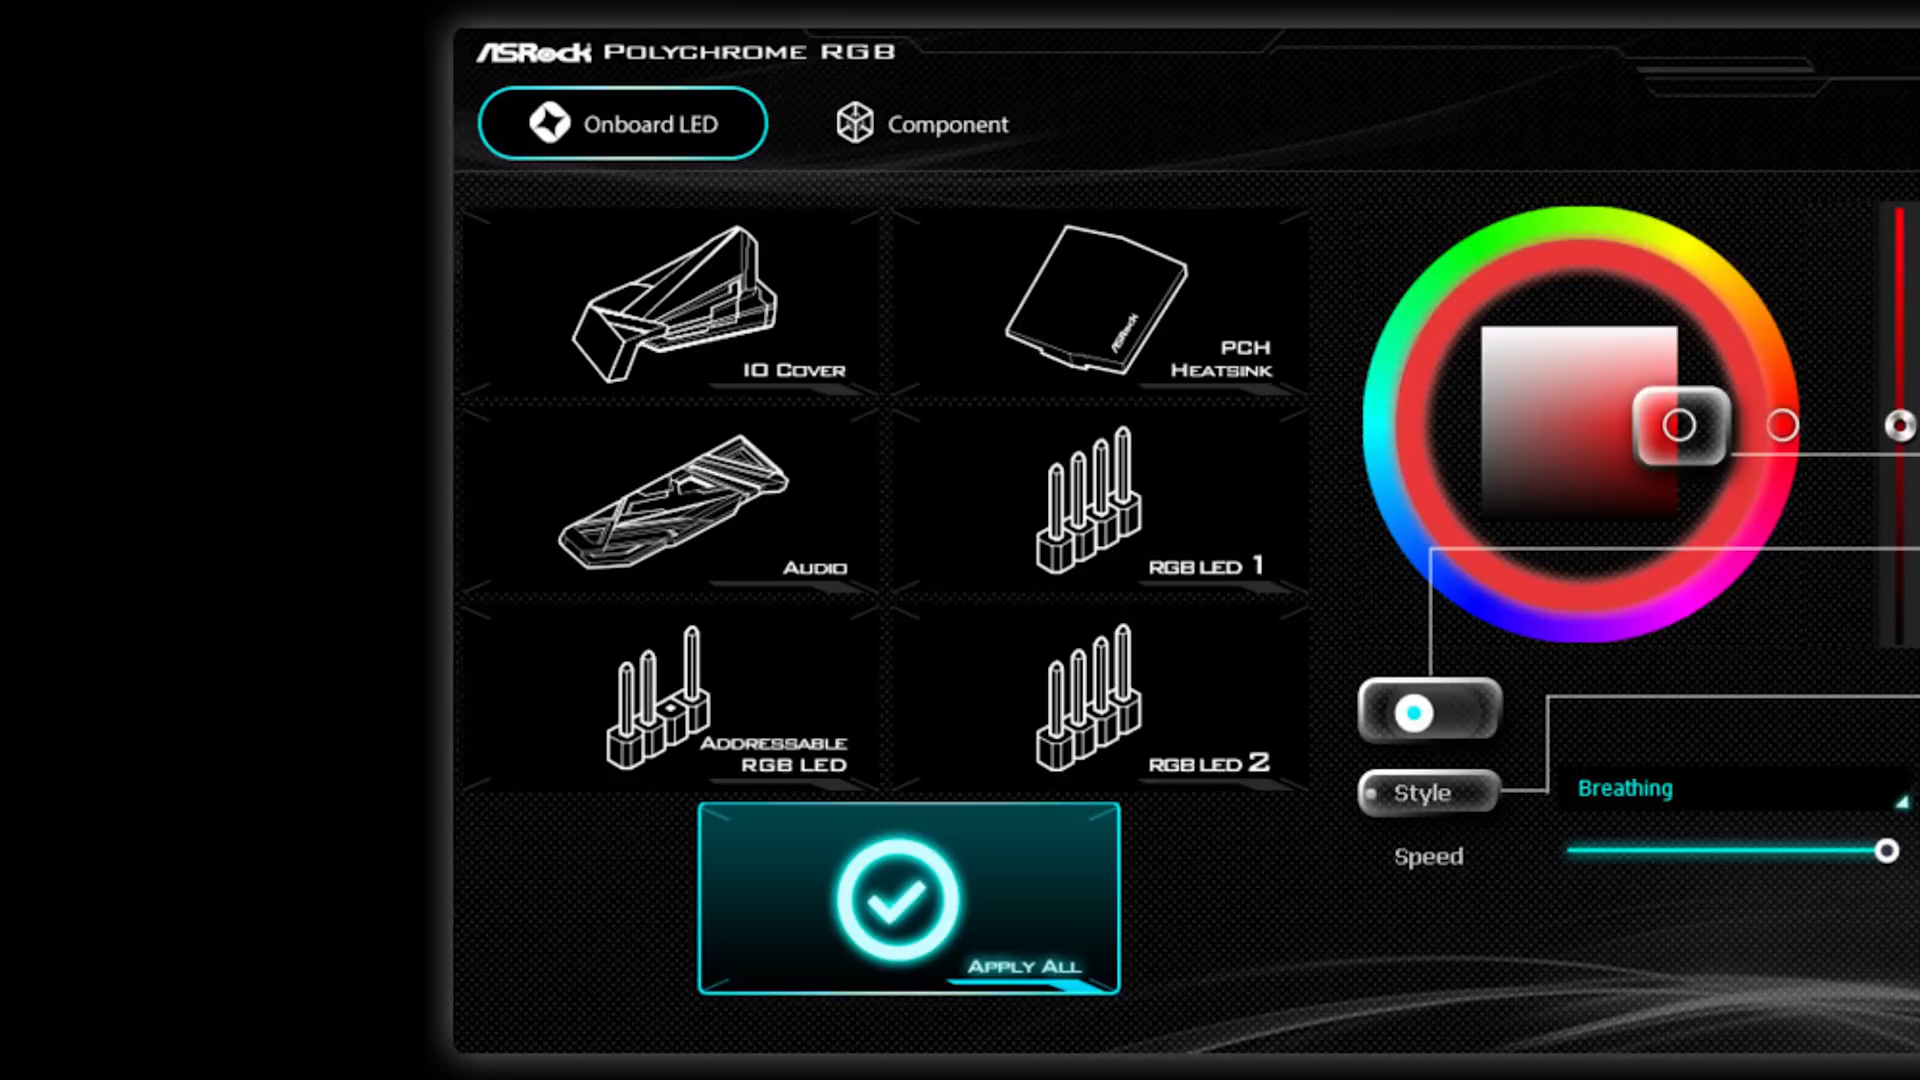 ASRock POLYCHROME RGB
Onboard LED
Component
IO COVER
ASRock
PCH
HEATSINK
AUDIO
RGB LED 1
ADDRESSABLE
RGB LED
RGB LED 2
APPLY ALL
Style
Breathing
Speed